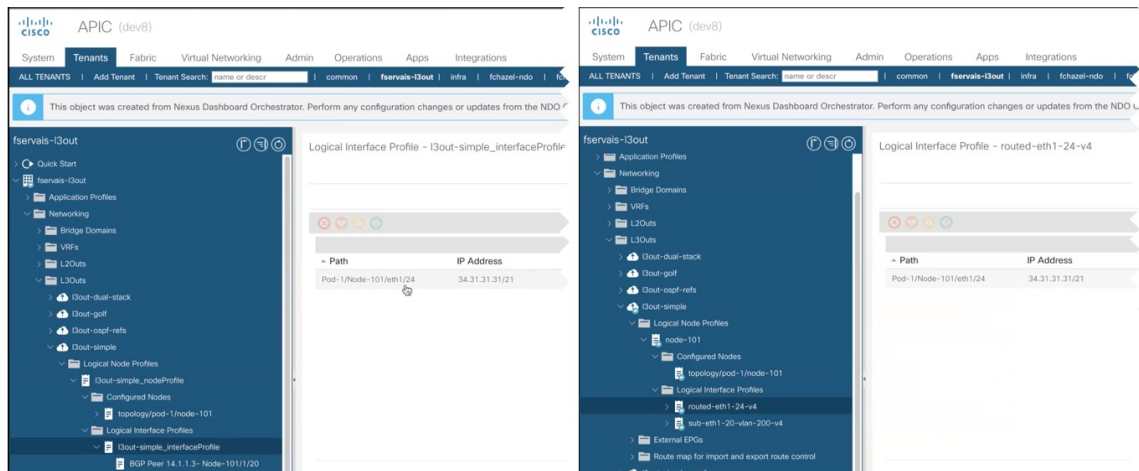 CISCO APIC (dev8)
System Tenants Fabric Virtual Networking Admin Operations Apps Integrations
ALL TENANTS | Add Tenant | Tenant Search: name or descr | common | fservais-l3out | infra | fchazel-ndo |
This object was created from Nexus Dashboard Orchestrator. Perform any configuration changes or updates from the NDO
fservais-l3out
Quick Start
fservais-l3out
Application Profiles
Networking
Bridge Domains
VRFs
L2Outs
L3Outs
l3out-dual-stack
l3out-golf
l3out-ospf-refs
l3out-simple
Logical Node Profiles
l3out-simple_nodeProfile
Configured Nodes
topology/pod-1/node-101
Logical Interface Profiles
l3out-simple_interfaceProfile
BGP Peer 14.1.1.3- Node-101/1/20
Logical Interface Profile - l3out-simple_interfaceProfile
Path IP Address
Pod-1/Node-101/eth1/24 34.31.31.31/21
CISCO APIC (dev8)
System Tenants Fabric Virtual Networking Admin Operations Apps Integrations
ALL TENANTS | Add Tenant | Tenant Search: name or descr | common | fservais-l3out | infra | fchazel-ndo |
This object was created from Nexus Dashboard Orchestrator. Perform any configuration changes or updates from the NDO
fservais-l3out
Application Profiles
Networking
Bridge Domains
VRFs
L2Outs
L3Outs
l3out-dual-stack
l3out-golf
l3out-ospf-refs
l3out-simple
Logical Node Profiles
node-101
Configured Nodes
topology/pod-1/node-101
Logical Interface Profiles
routed-eth1-24-v4
sub-eth1-20-vlan-200-v4
External EPGs
Route map for import and export route control
Logical Interface Profile - routed-eth1-24-v4
Path IP Address
Pod-1/Node-101/eth1/24 34.31.31.31/21